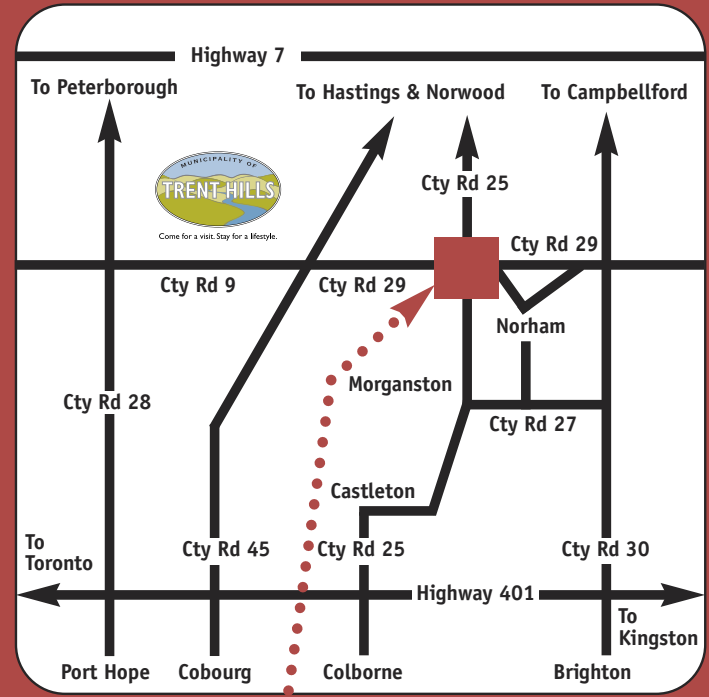 Highway 7
To Peterborough
To Hastings & Norwood
To Campbellford
MUNICIPALITY OF
TRENT HILLS
Come for a visit. Stay for a lifestyle.
Cty Rd 25
Cty Rd 29
Cty Rd 9
Cty Rd 29
Norham
Morganston
Cty Rd 28
Cty Rd 27
Castleton
To
Toronto
Cty Rd 45
Cty Rd 25
Cty Rd 30
Highway 401
To
Kingston
Port Hope
Cobourg
Colborne
Brighton